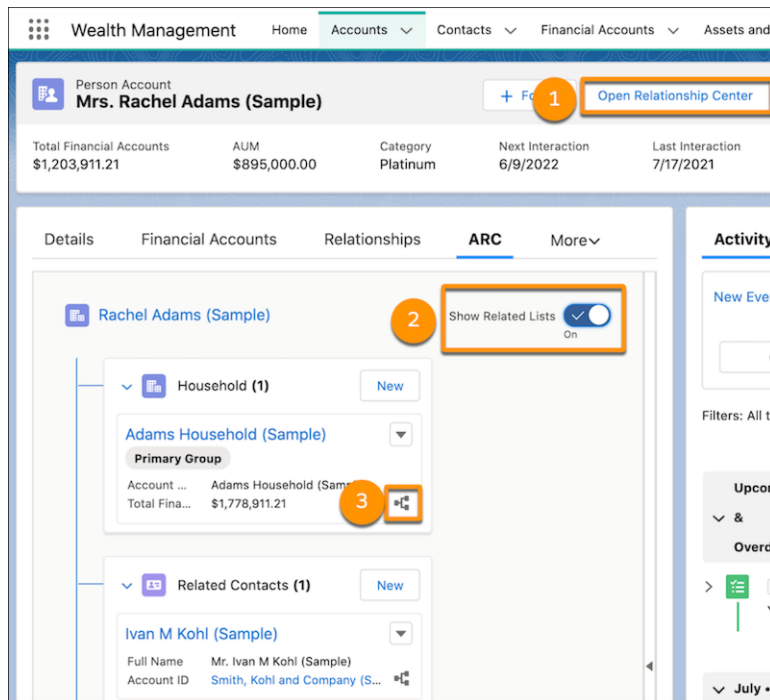 Wealth Management Home Accounts Contacts Financial Accounts Assets and
Person Account
Mrs. Rachel Adams (Sample)
+ 1 Open Relationship Center
Total Financial Accounts AUM Category Next Interaction Last Interaction
$1,203,911.21 $895,000.00 Platinum 6/9/2022 7/17/2021
Details Financial Accounts Relationships ARC More
Rachel Adams (Sample)
2 Show Related Lists
On
Household (1) New
Adams Household (Sample)
Primary Group
Account ... Adams Household (Sam
Total Fina... $1,778,911.21
3
Related Contacts (1) New
Ivan M Kohl (Sample)
Full Name Mr. Ivan M Kohl (Sample)
Account ID Smith, Kohl and Company (S...
Activity
New Eve
Filters: All t
Upcor
&
Overd
July •